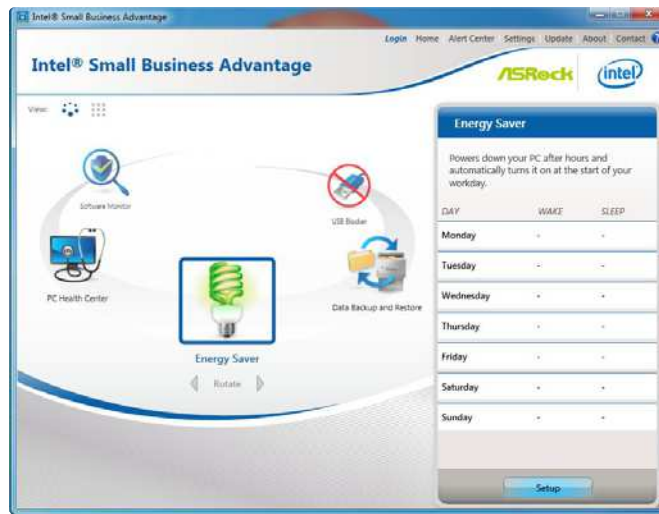 Intel® Small Business Advantage
Login Home Alert Center Settings Update About Contact
Intel® Small Business Advantage
ASRock
intel
View:
Software Monitor
USB Blocker
PC Health Center
Data Backup and Restore
Energy Saver
Rotate
Energy Saver
Powers down your PC after hours and
automatically turns it on at the start of your
workday.
DAY WAKE SLEEP
Monday - -
Tuesday - -
Wednesday - -
Thursday - -
Friday - -
Saturday - -
Sunday - -
Setup